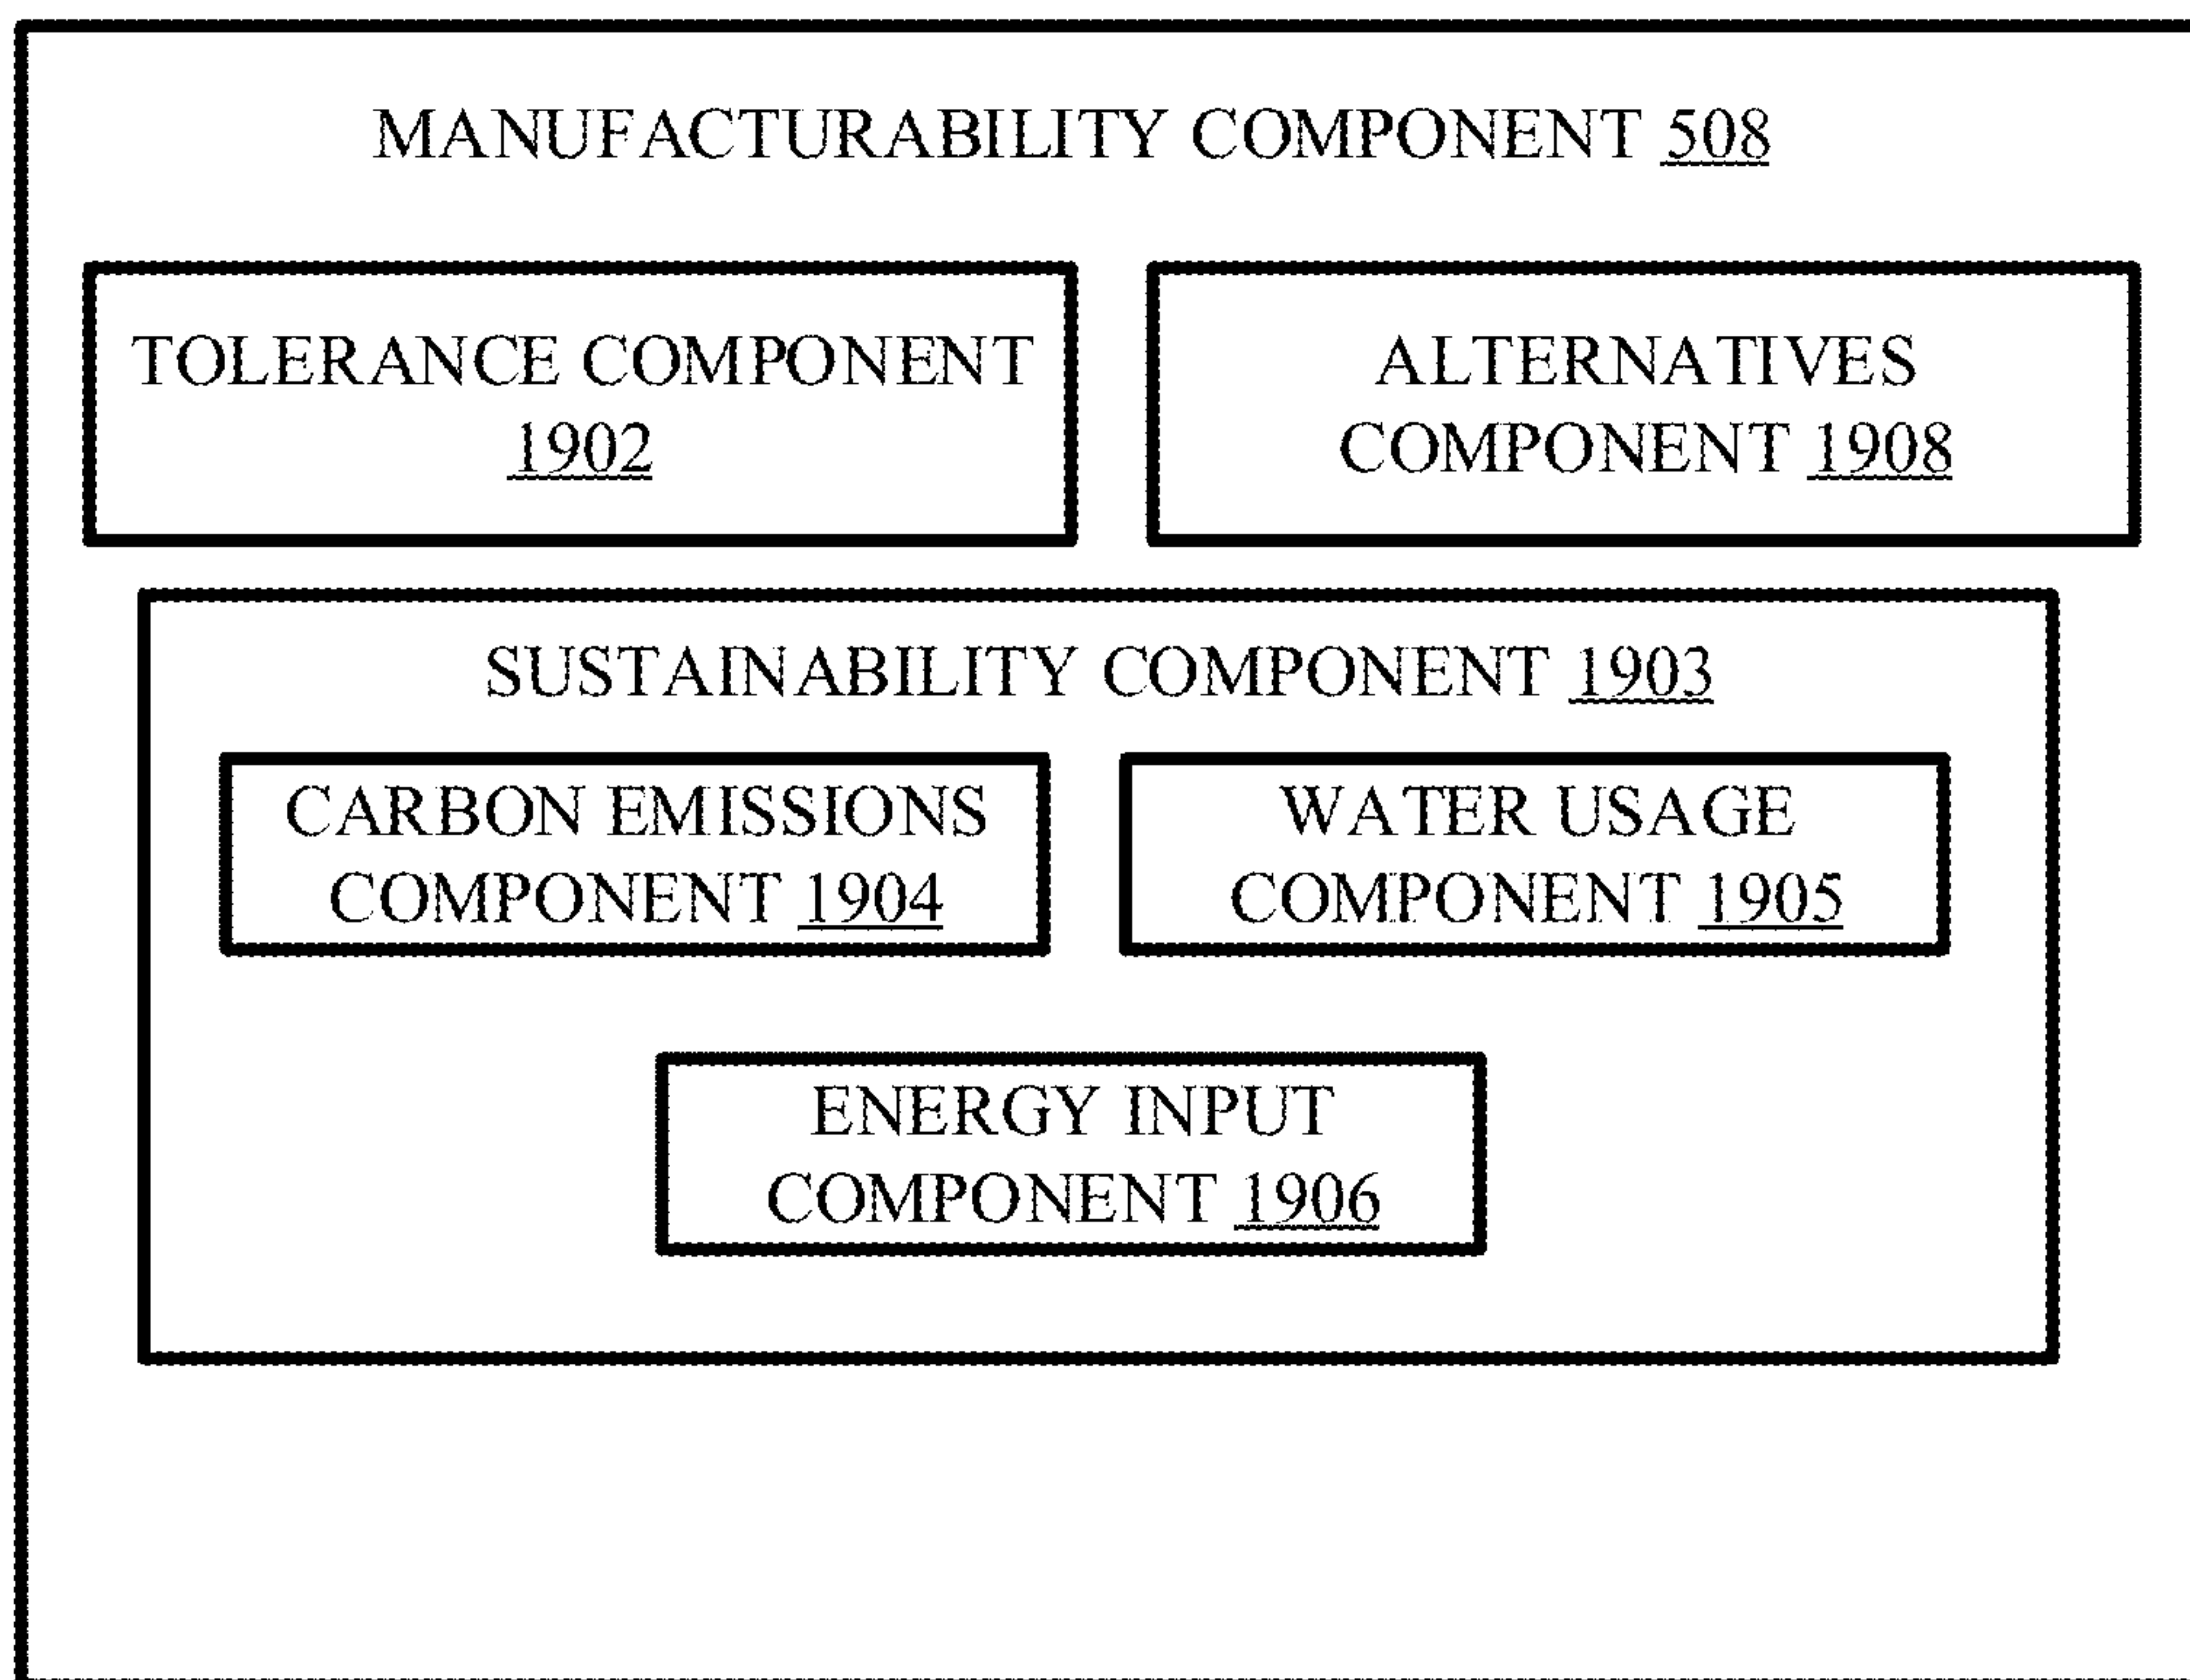 MANUFACTURABILITY COMPONENT 508
TOLERANCE COMPONENT
1902
ALTERNATIVES
COMPONENT 1908
SUSTAINABILITY COMPONENT 1903
CARBON EMISSIONS
COMPONENT 1904
WATER USAGE
COMPONENT 1905
ENERGY INPUT
COMPONENT 1906